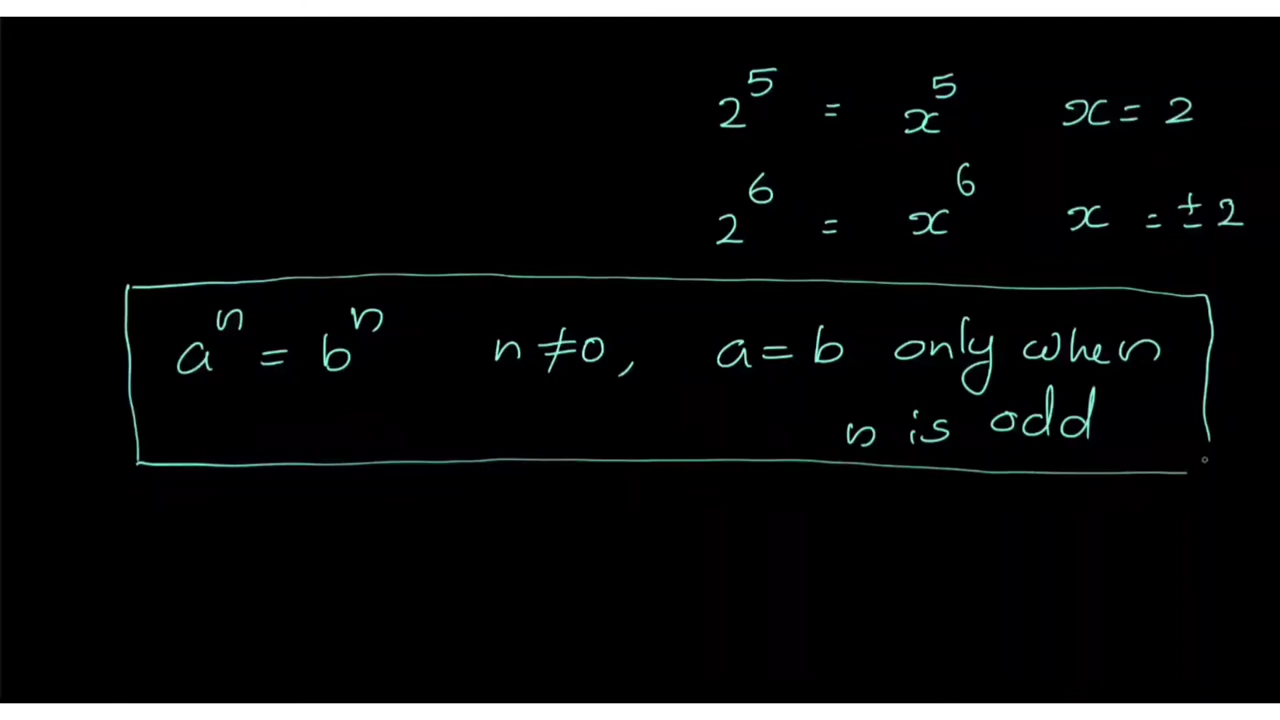 2^5 = x^5 x = 2
2^6 = x^6 x = ±2
a^n = b^n n ≠ 0, a = b only when
n is odd